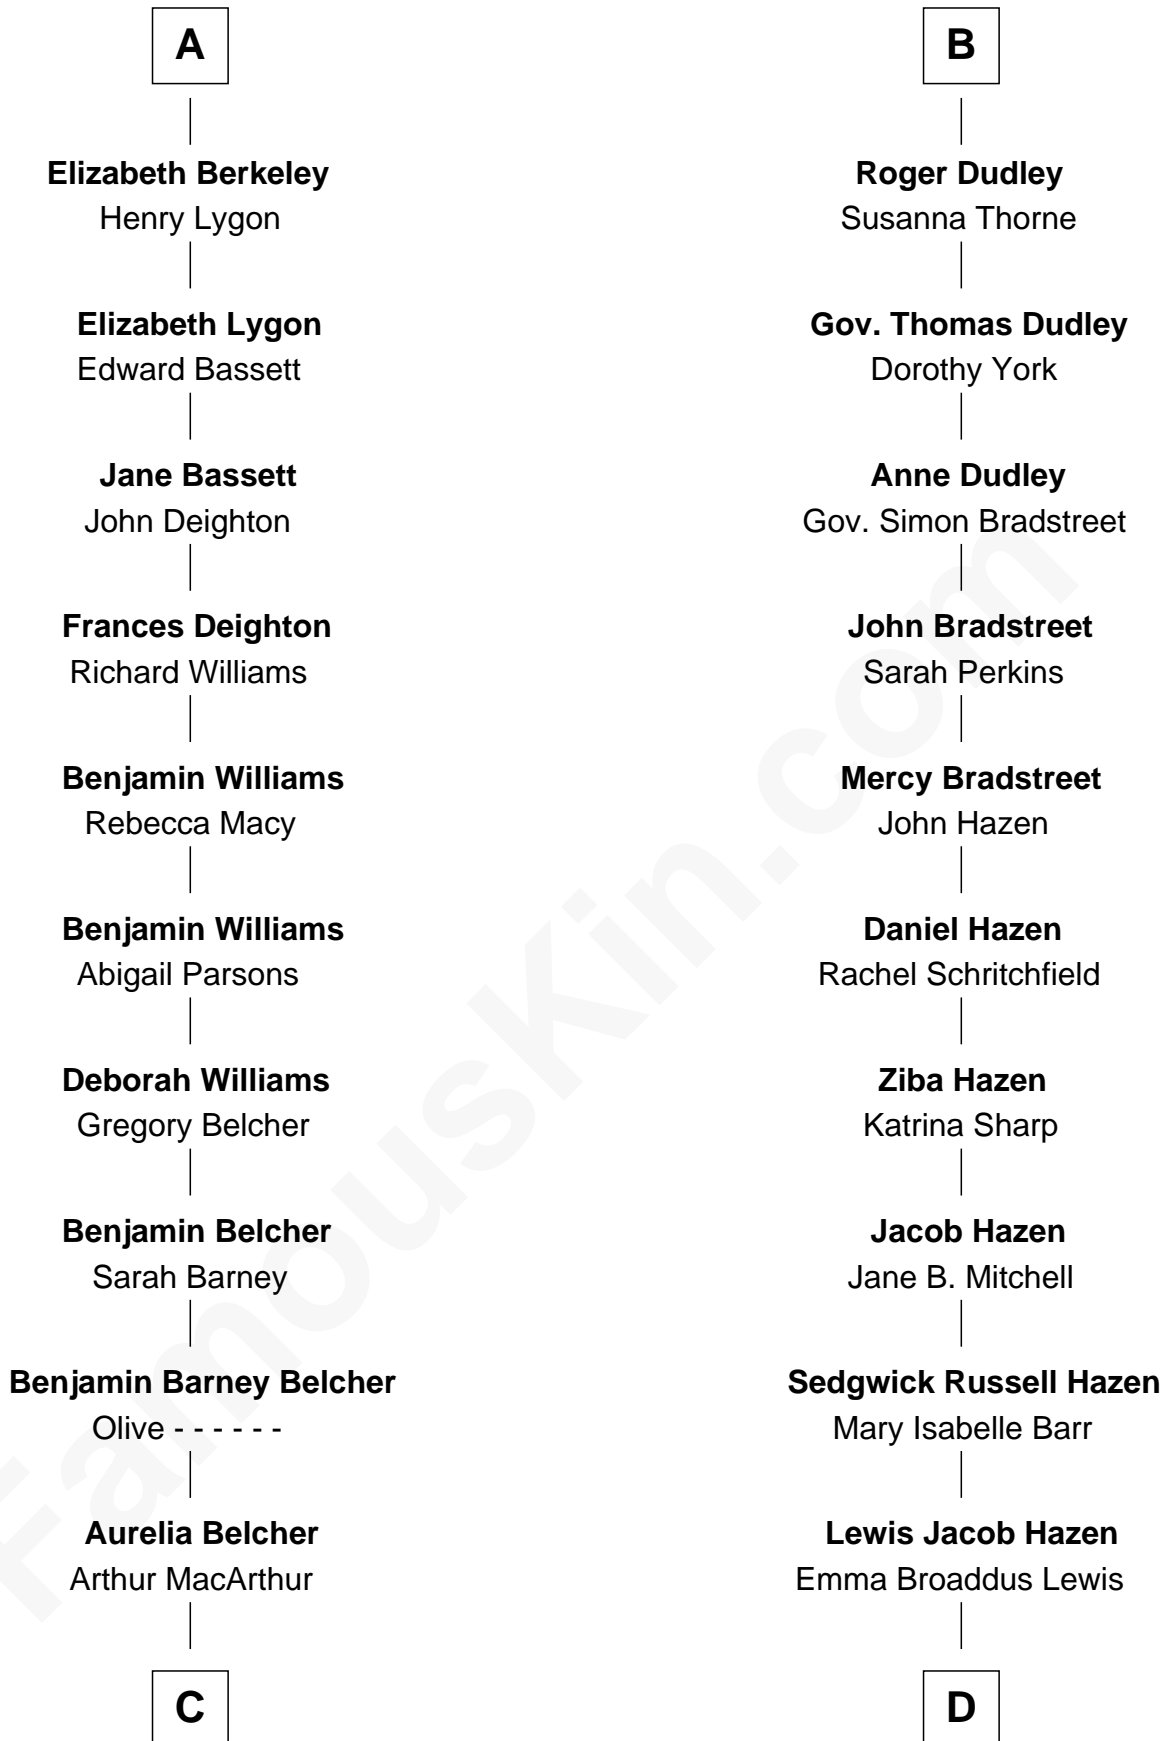 A
Elizabeth Berkeley
Henry Lygon
Elizabeth Lygon
Edward Bassett
Jane Bassett
John Deighton
Frances Deighton
Richard Williams
Benjamin Williams
Rebecca Macy
Benjamin Williams
Abigail Parsons
Deborah Williams
Gregory Belcher
Benjamin Belcher
Sarah Barney
Benjamin Barney Belcher
Olive - - - - - -
Aurelia Belcher
Arthur MacArthur
C
B
Roger Dudley
Susanna Thorne
Gov. Thomas Dudley
Dorothy York
Anne Dudley
Gov. Simon Bradstreet
John Bradstreet
Sarah Perkins
Mercy Bradstreet
John Hazen
Daniel Hazen
Rachel Schritchfield
Ziba Hazen
Katrina Sharp
Jacob Hazen
Jane B. Mitchell
Sedgwick Russell Hazen
Mary Isabelle Barr
Lewis Jacob Hazen
Emma Broaddus Lewis
D
FamousKin.com